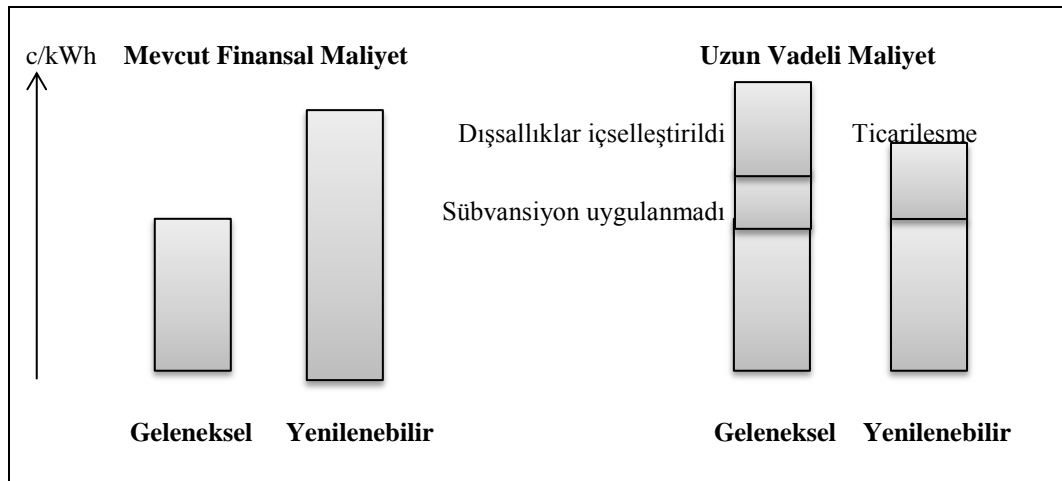 c/kWh Mevcut Finansal Maliyet Uzun Vadeli Maliyet
Dışsallıklar içselleştirildi Ticarilesme
Sübvansiyon uygulanmadı
Geleneksel Yenilenebilir Geleneksel Yenilenebilir